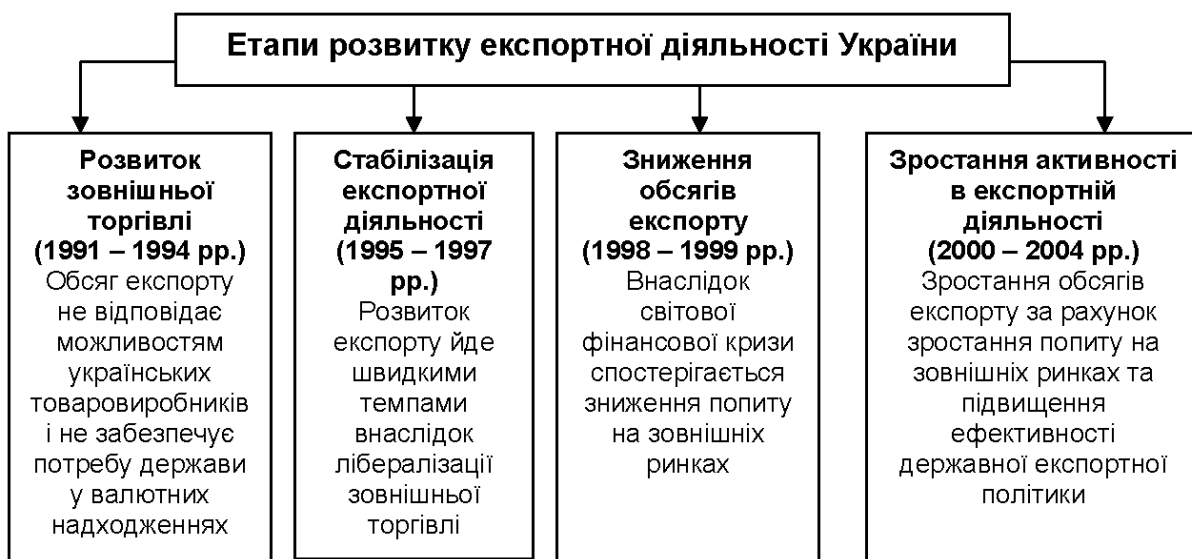 Етапи розвитку експортної діяльності України
Розвиток
зовнішньої
торгівлі
(1991 – 1994 рр.)
Обсяг експорту
не відповідає
можливостям
українських
товаровиробників
і не забезпечує
потребу держави
у валютних
надходженнях
Стабілізація
експортної
діяльності
(1995 – 1997
рр.)
Розвиток
експорту йде
швидкими
темпами
внаслідок
лібералізації
зовнішньої
торгівлі
Зниження
обсягів
експорту
(1998 – 1999 рр.)
Внаслідок
світової
фінансової кризи
спостерігається
зниження попиту
на зовнішніх
ринках
Зростання активності
в експортній
діяльності
(2000 – 2004 рр.)
Зростання обсягів
експорту за рахунок
зростання попиту на
зовнішніх ринках та
підвищення
ефективності
державної експортної
політики